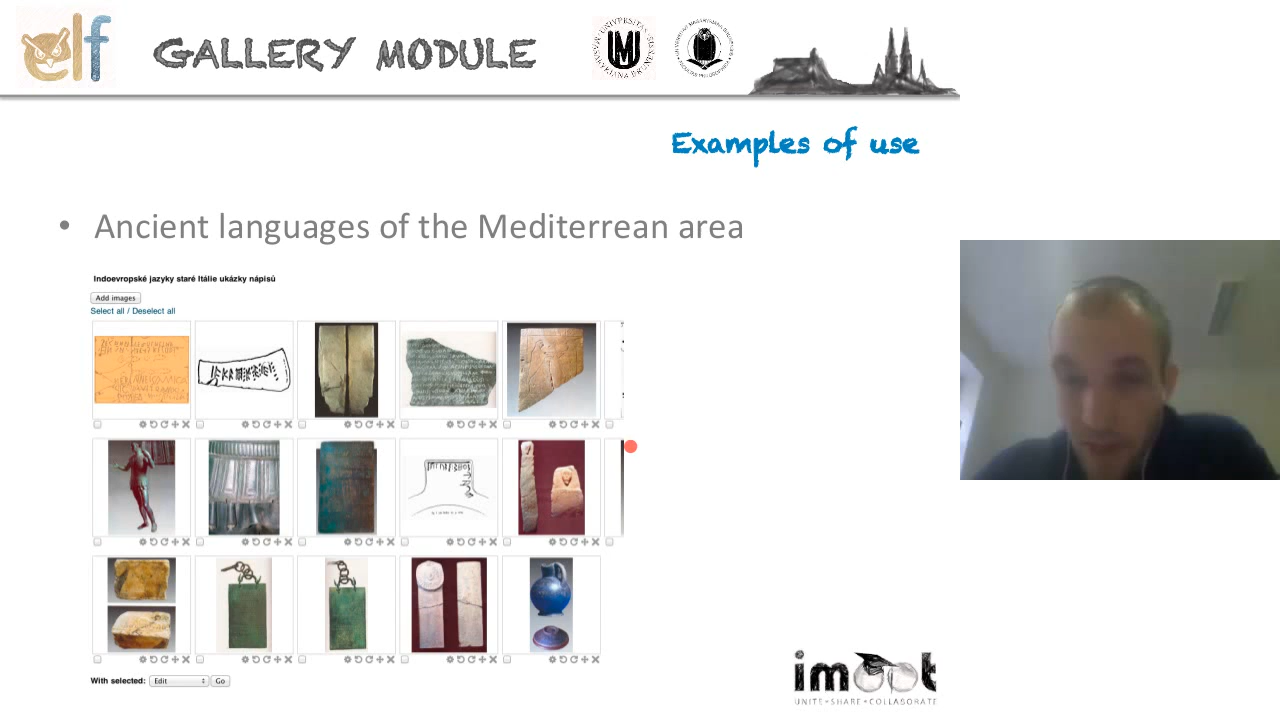 elf
GALLERY MODULE
Examples of use
• Ancient languages of the Mediterrean area
Indoevropské jazyky staré Itálie ukázky nápisů
Add images
Select all / Deselect all
With selected: Edit Go
imoot
UNITE•SHARE•COLLABORATE